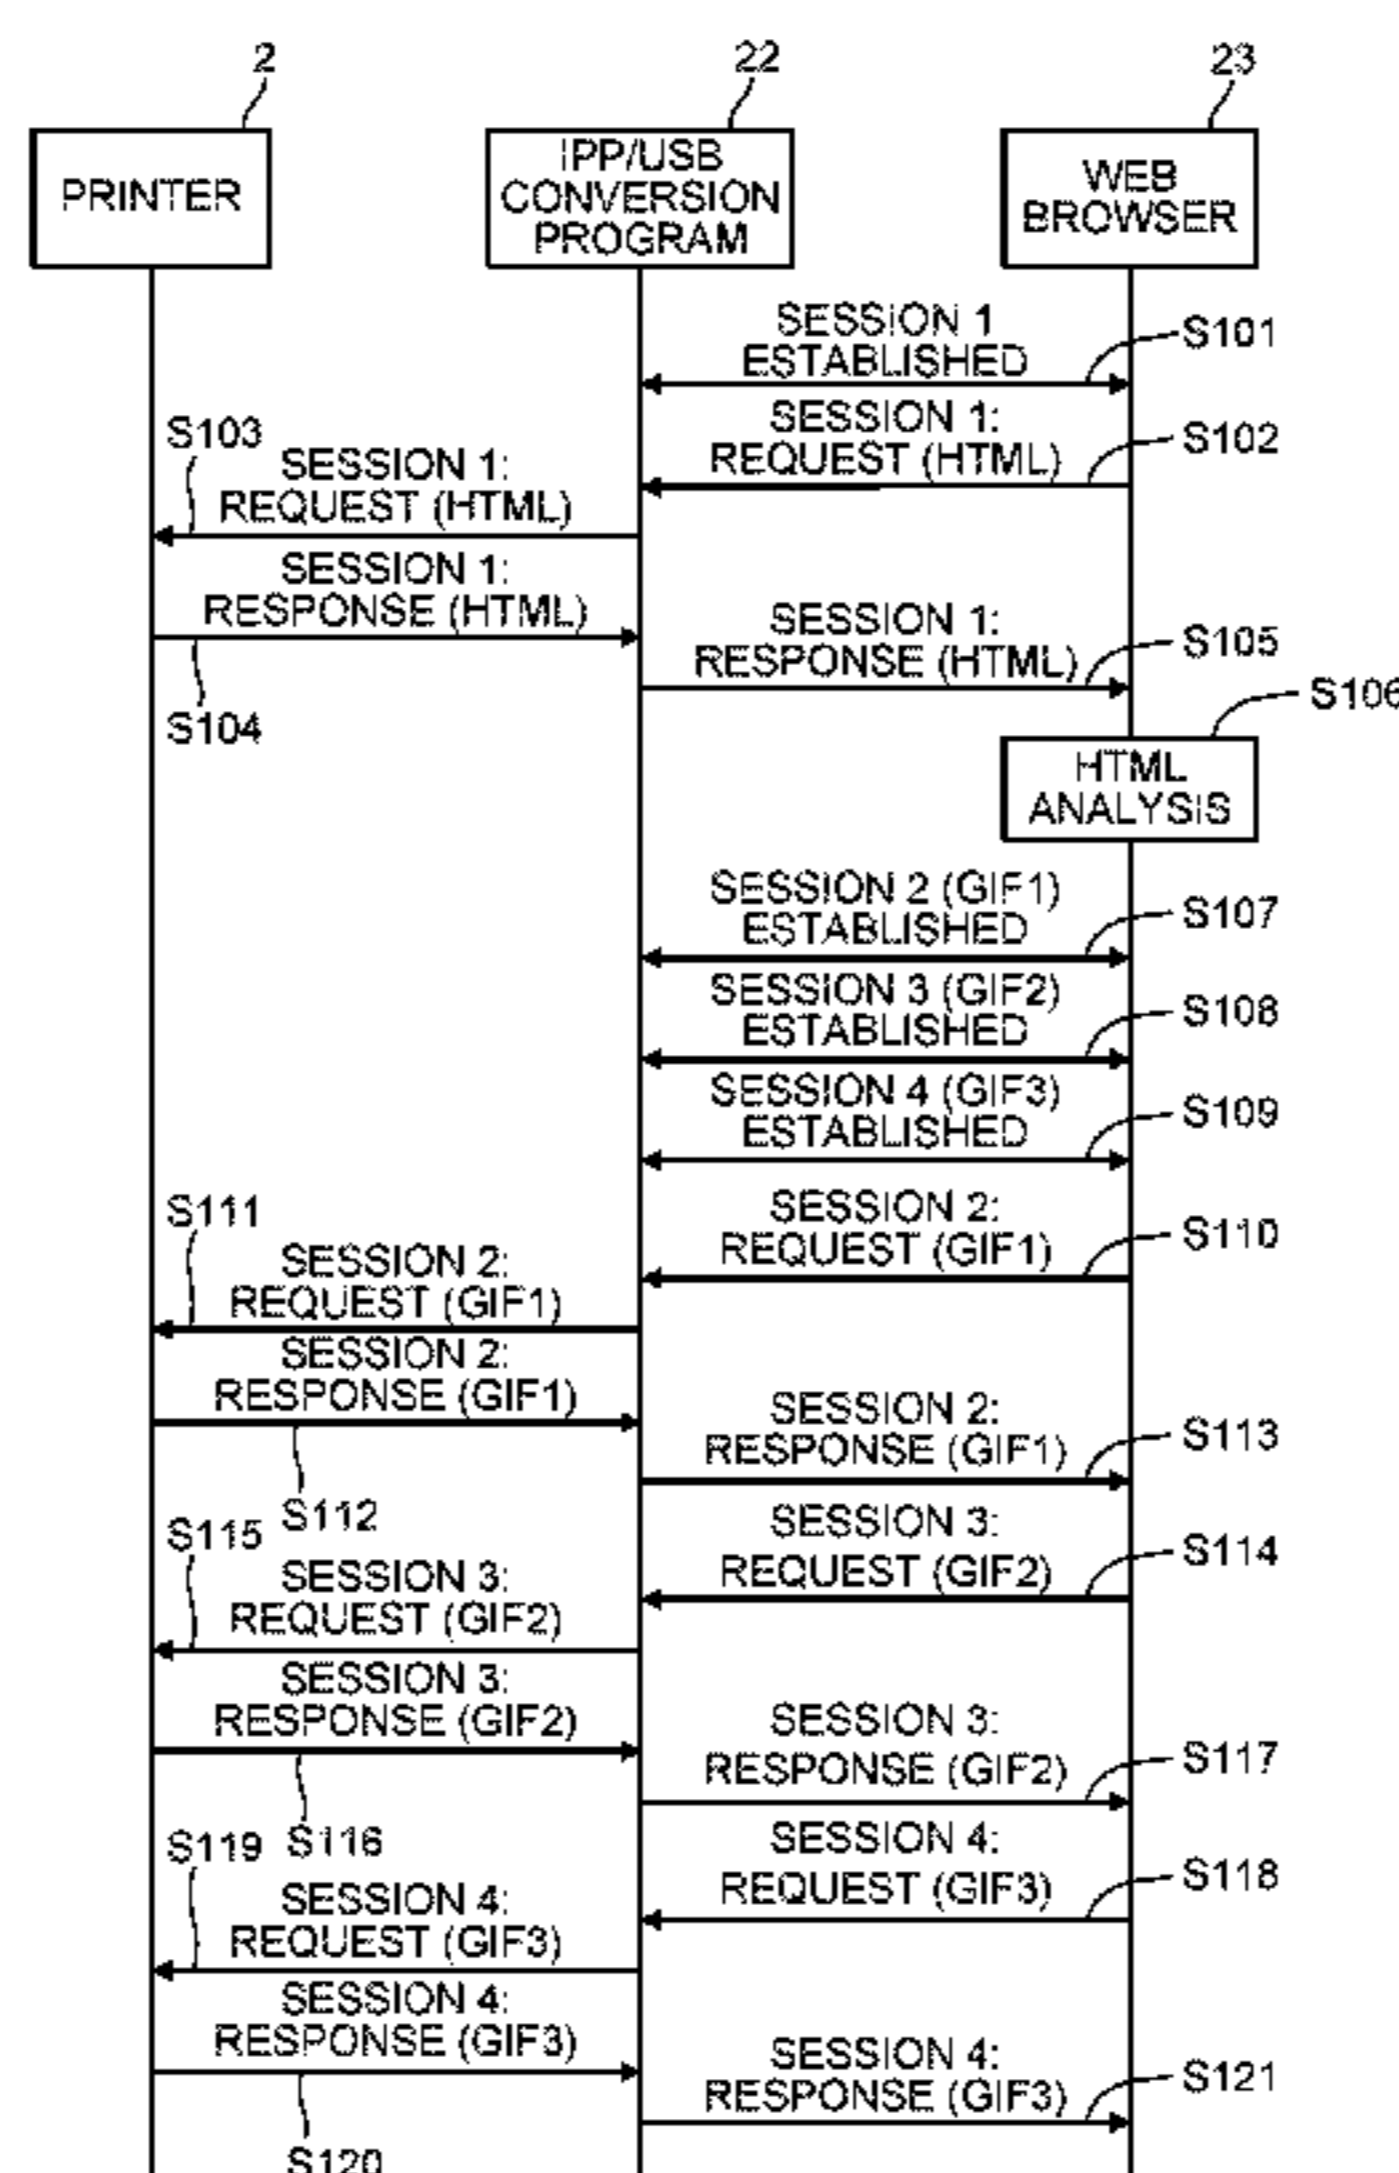 2
22
23
PRINTER
IPP/USB
CONVERSION
PROGRAM
WEB
BROWSER
SESSION 1
ESTABLISHED
S101
SESSION 1:
REQUEST (HTML)
S102
S103
SESSION 1:
REQUEST (HTML)
SESSION 1:
RESPONSE (HTML)
S104
SESSION 1:
RESPONSE (HTML)
S105
S106
HTML
ANALYSIS
SESSION 2 (GIF1)
ESTABLISHED
S107
SESSION 3 (GIF2)
ESTABLISHED
S108
SESSION 4 (GIF3)
ESTABLISHED
S109
SESSION 2:
REQUEST (GIF1)
S110
S111
SESSION 2:
REQUEST (GIF1)
SESSION 2:
RESPONSE (GIF1)
S112
SESSION 2:
RESPONSE (GIF1)
S113
SESSION 3:
REQUEST (GIF2)
S114
S115
SESSION 3:
REQUEST (GIF2)
SESSION 3:
RESPONSE (GIF2)
S116
SESSION 3:
RESPONSE (GIF2)
S117
SESSION 4:
REQUEST (GIF3)
S118
S119
SESSION 4:
REQUEST (GIF3)
SESSION 4:
RESPONSE (GIF3)
S120
SESSION 4:
RESPONSE (GIF3)
S121